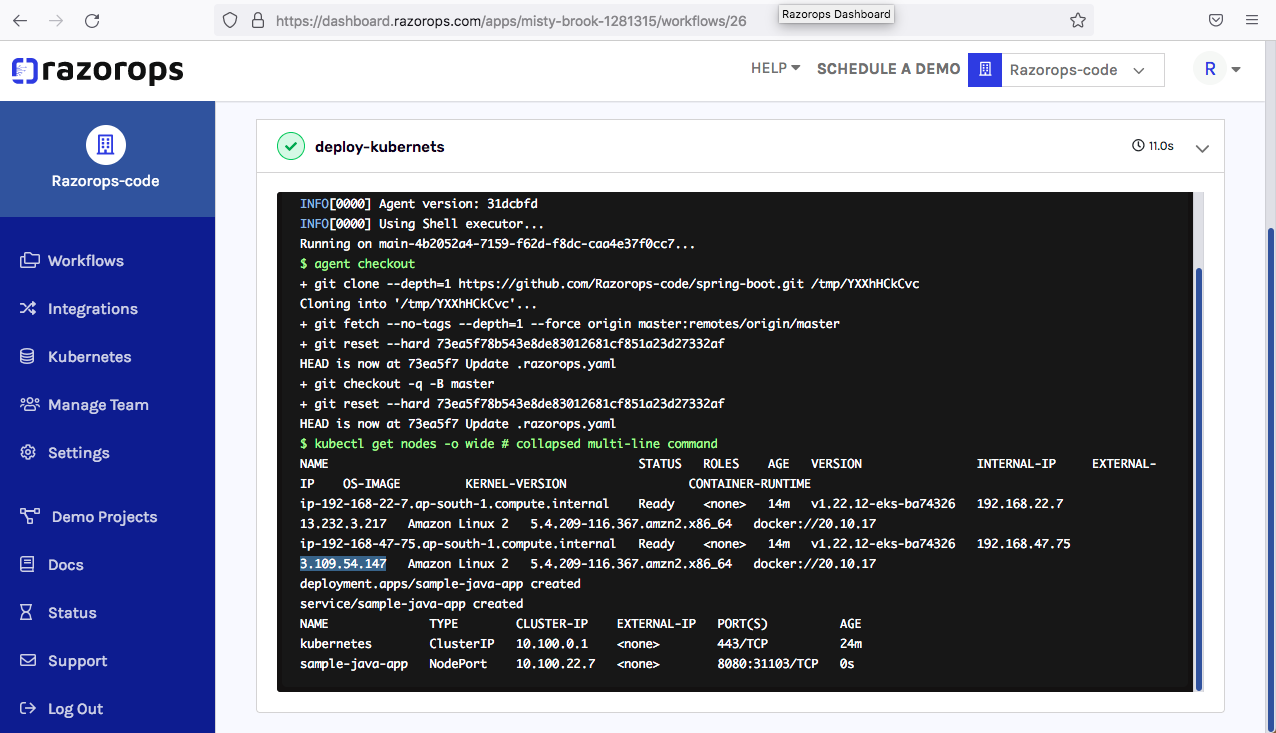 https://dashboard.razorops.com/apps/misty-brook-1281315/workflows/26
Razorops Dashboard
razorops
HELP
SCHEDULE A DEMO
Razorops-code
R
Razorops-code
Workflows
Integrations
Kubernetes
Manage Team
Settings
Demo Projects
Docs
Status
Support
Log Out
deploy-kubernets
11.0s
INFO[0000] Agent version: 31dcbfd
INFO[0000] Using Shell executor...
Running on main-4b2052a4-7159-f62d-f8dc-caa4e37f0cc7...
$ agent checkout
+ git clone --depth=1 https://github.com/Razorops-code/spring-boot.git /tmp/YXXhHCkCvc
Cloning into '/tmp/YXXhHCkCvc'...
+ git fetch --no-tags --depth=1 --force origin master:remotes/origin/master
+ git reset --hard 73ea5f78b543e8de83012681cf851a23d27332af
HEAD is now at 73ea5f7 Update .razorops.yaml
+ git checkout -q -B master
+ git reset --hard 73ea5f78b543e8de83012681cf851a23d27332af
HEAD is now at 73ea5f7 Update .razorops.yaml
$ kubectl get nodes -o wide # collapsed multi-line command
NAME STATUS ROLES AGE VERSION INTERNAL-IP EXTERNAL-
IP OS-IMAGE KERNEL-VERSION CONTAINER-RUNTIME
ip-192-168-22-7.ap-south-1.compute.internal Ready <none> 14m v1.22.12-eks-ba74326 192.168.22.7
13.232.3.217 Amazon Linux 2 5.4.209-116.367.amzn2.x86_64 docker://20.10.17
ip-192-168-47-75.ap-south-1.compute.internal Ready <none> 14m v1.22.12-eks-ba74326 192.168.47.75
3.109.54.147 Amazon Linux 2 5.4.209-116.367.amzn2.x86_64 docker://20.10.17
deployment.apps/sample-java-app created
service/sample-java-app created
NAME TYPE CLUSTER-IP EXTERNAL-IP PORT(S) AGE
kubernetes ClusterIP 10.100.0.1 <none> 443/TCP 24m
sample-java-app NodePort 10.100.22.7 <none> 8080:31103/TCP 0s